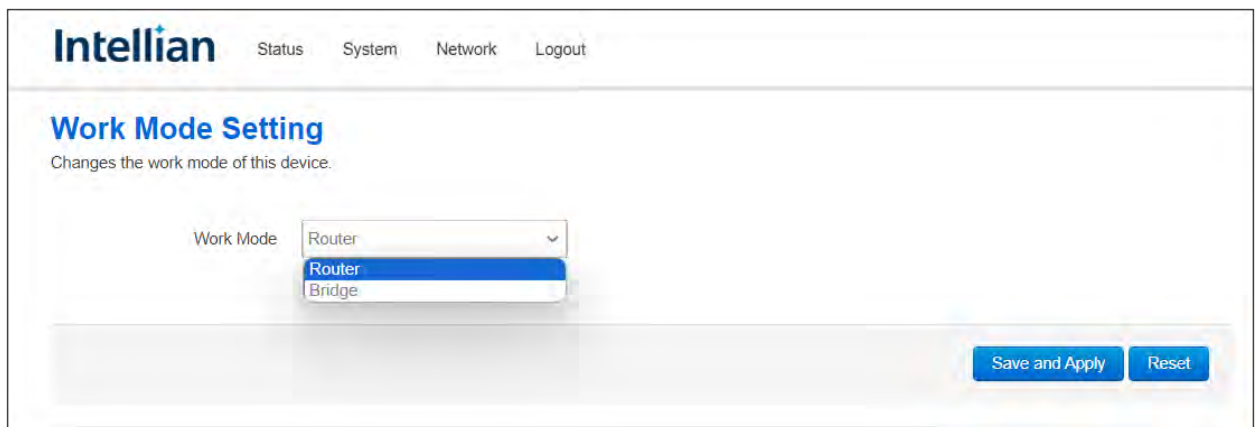 Intellian Status System Network Logout
Work Mode Setting
Changes the work mode of this device.
Work Mode Router
Router
Bridge
Save and Apply Reset